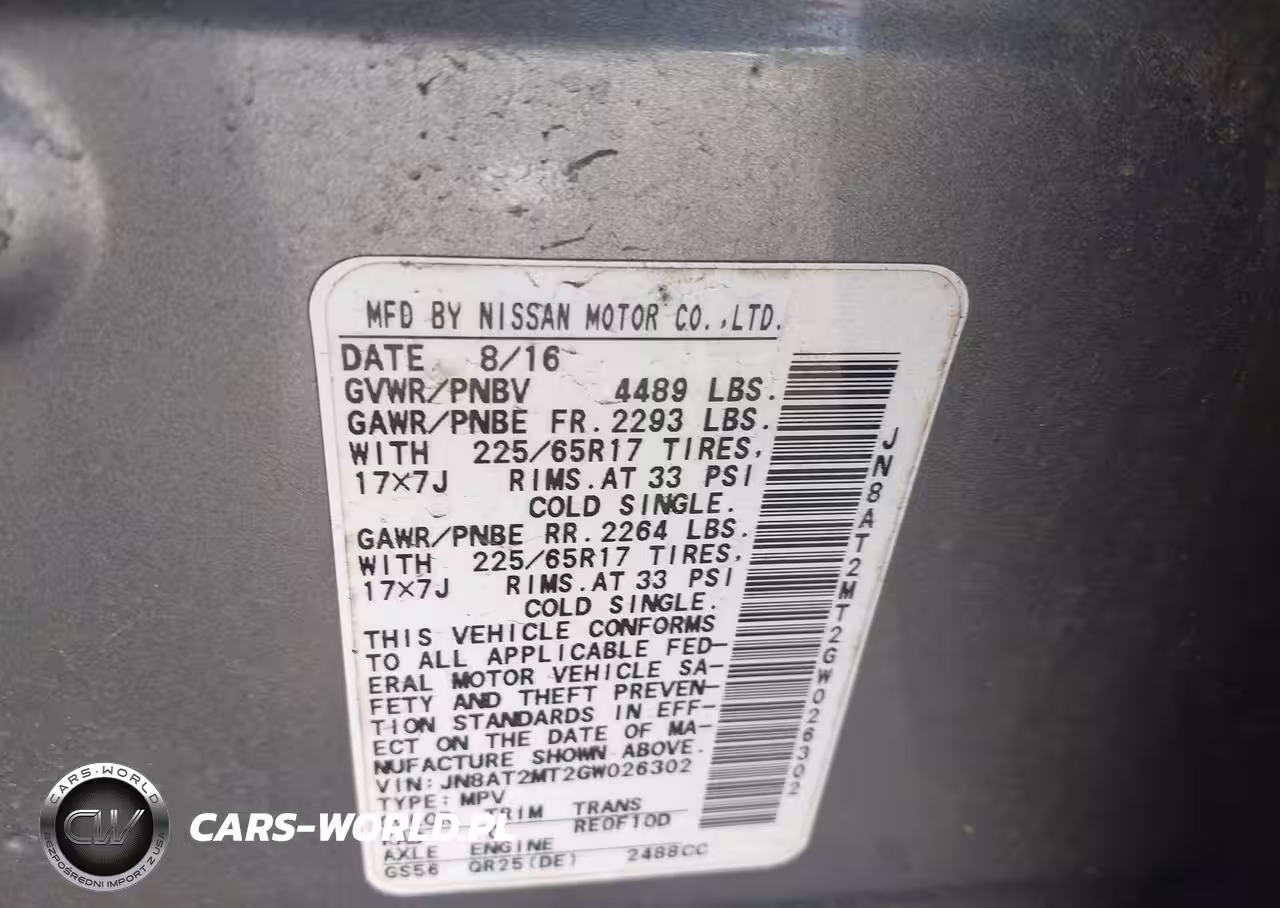 MFD BY NISSAN MOTOR CO.,LTD.
DATE 8/16
GVWR/PNBV 4489 LBS.
GAWR/PNBE FR. 2293 LBS.
WITH 225/65R17 TIRES,
17×7J RIMS.AT 33 PSI
COLD SINGLE.
GAWR/PNBE RR. 2264 LBS.
WITH 225/65R17 TIRES,
17×7J RIMS.AT 33 PSI
COLD SINGLE.
THIS VEHICLE CONFORMS
TO ALL APPLICABLE FED-
ERAL MOTOR VEHICLE SA-
FETY AND THEFT PREVEN-
TION STANDARDS IN EFF-
ECT ON THE DATE OF MA-
NUFACTURE SHOWN ABOVE.
VIN: JN8AT2MT2GW026302
TYPE: MPV
TRIM TRANS
RE0F10D
AXLE ENGINE
GS56 QR25(DE) 2488CC
JN8AT2MT2GW026302
CARS-WORLD
CW
BEZPOŚREDNI IMPORT Z USA
CARS-WORLD.PL